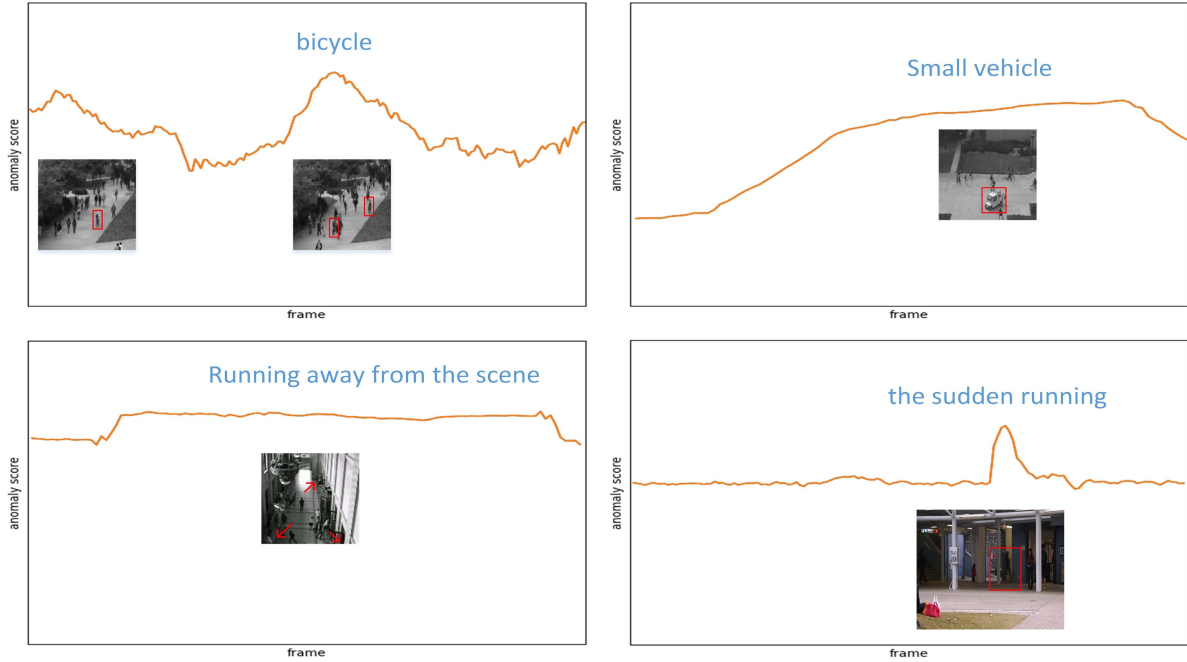 bicycle
anomaly score
frame
Small vehicle
anomaly score
frame
Running away from the scene
anomaly score
frame
the sudden running
anomaly score
frame